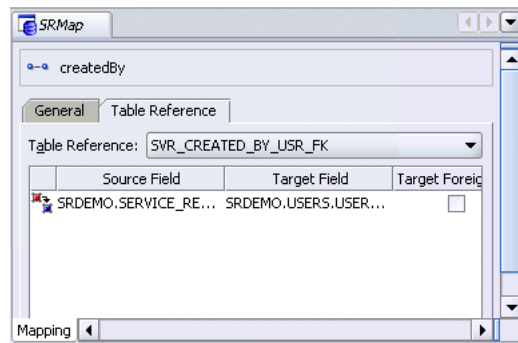 SRMap
createdBy
General Table Reference
Table Reference: SVR_CREATED_BY_USR_FK
Source Field Target Field Target Foreig
SRDEMO.SERVICE_RE... SRDEMO.USERS.USER...
Mapping